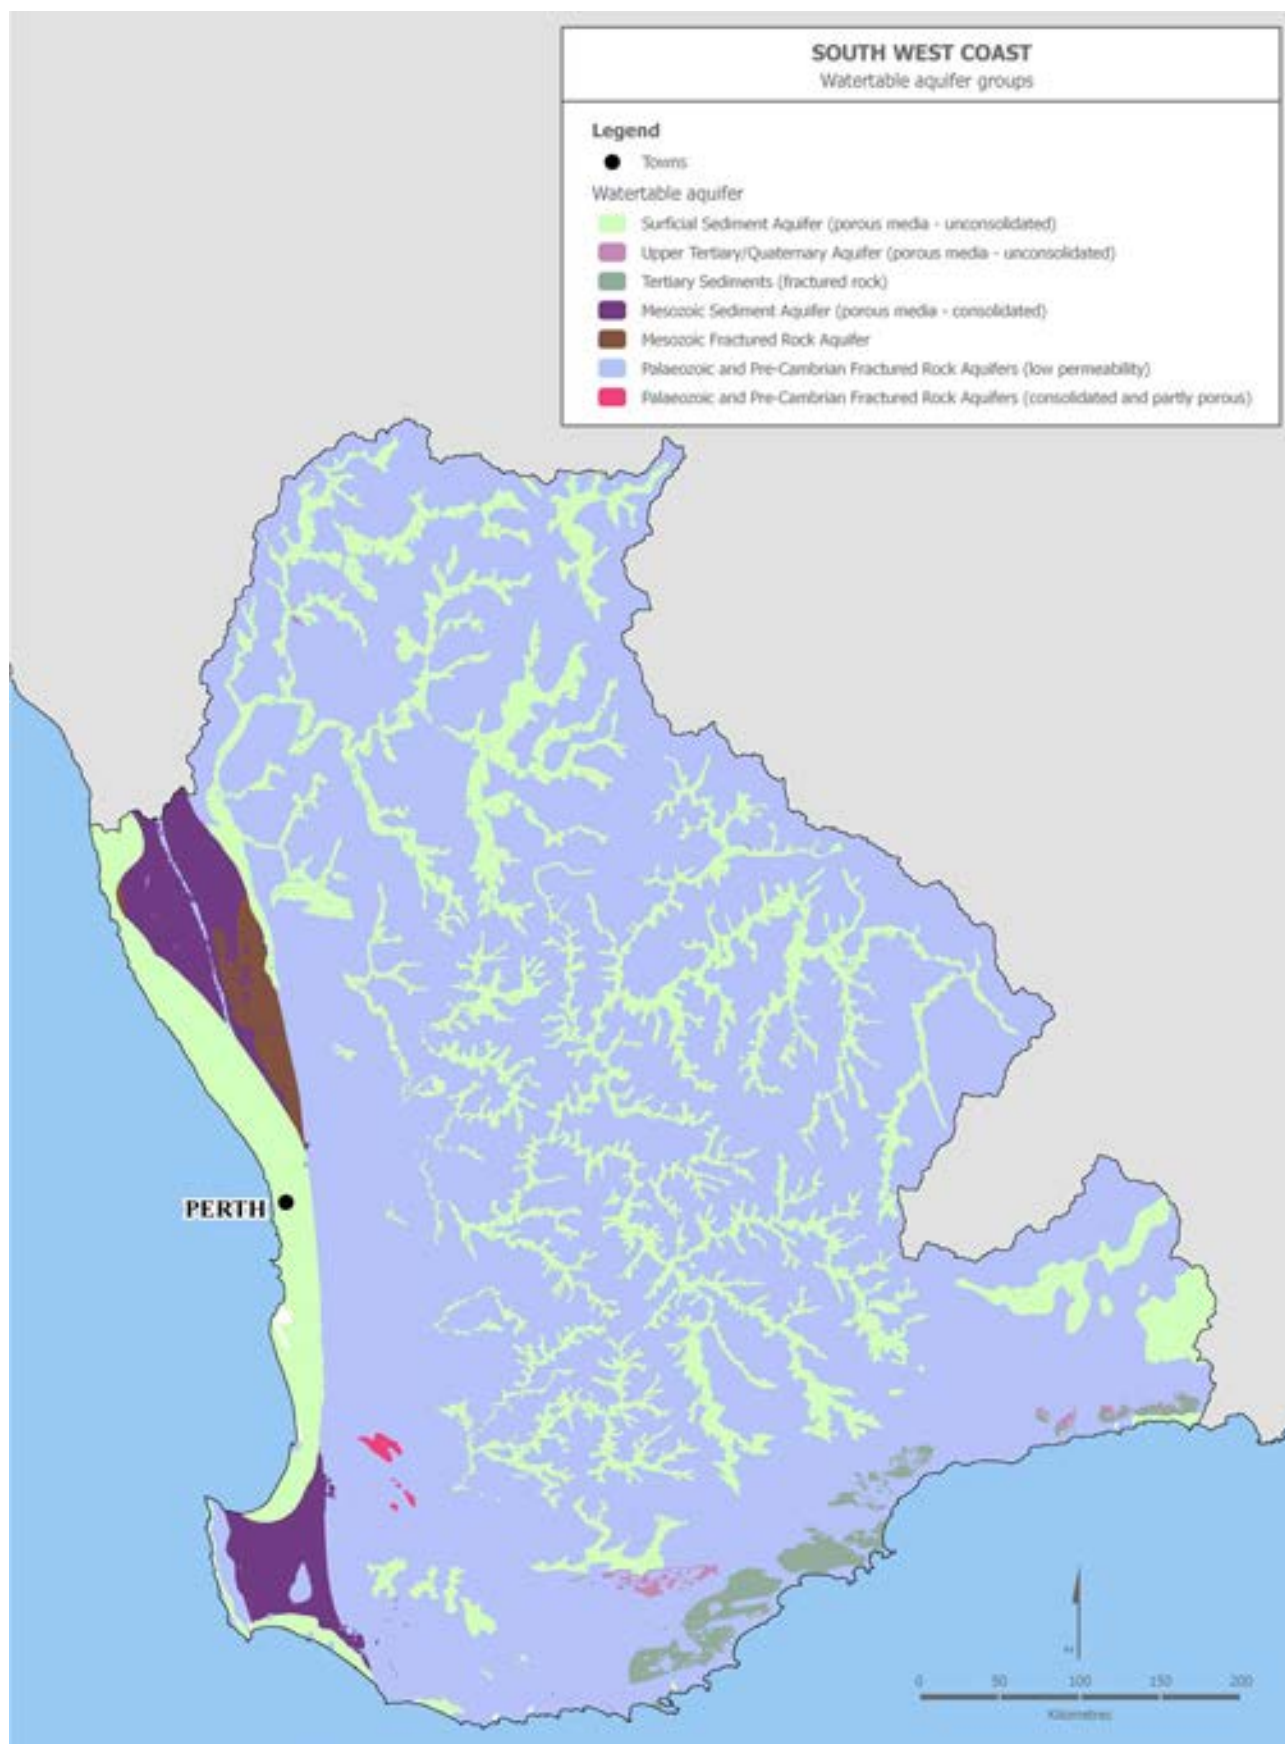 SOUTH WEST COAST
Watertable aquifer groups
Legend
Towns
Watertable aquifer
Surficial Sediment Aquifer (porous media - unconsolidated)
Upper Tertiary/Quaternary Aquifer (porous media - unconsolidated)
Tertiary Sediments (fractured rock)
Mesozoic Sediment Aquifer (porous media - consolidated)
Mesozoic Fractured Rock Aquifer
Palaeozoic and Pre-Cambrian Fractured Rock Aquifers (low permeability)
Palaeozoic and Pre-Cambrian Fractured Rock Aquifers (consolidated and partly porous)
PERTH
N
0 50 100 150 200
Kilometres